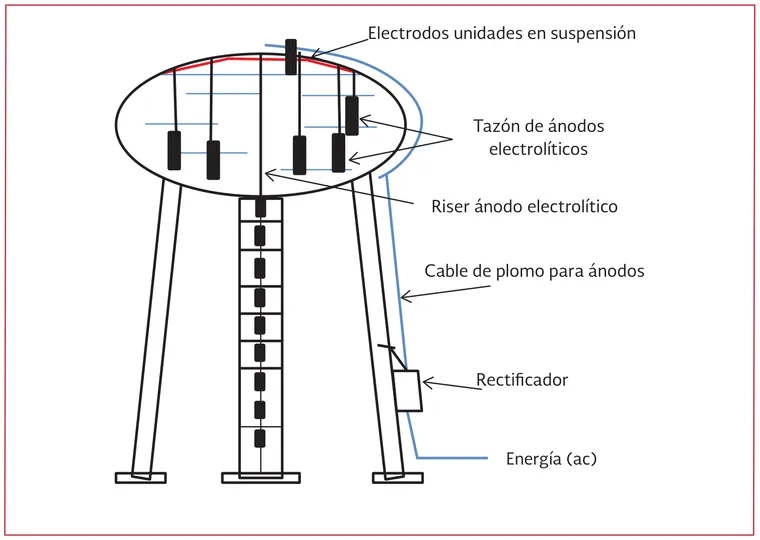 Electrodos unidades en suspensión
Tazón de ánodos
electrolíticos
Riser ánodo electrolítico
Cable de plomo para ánodos
Rectificador
Energía (ac)